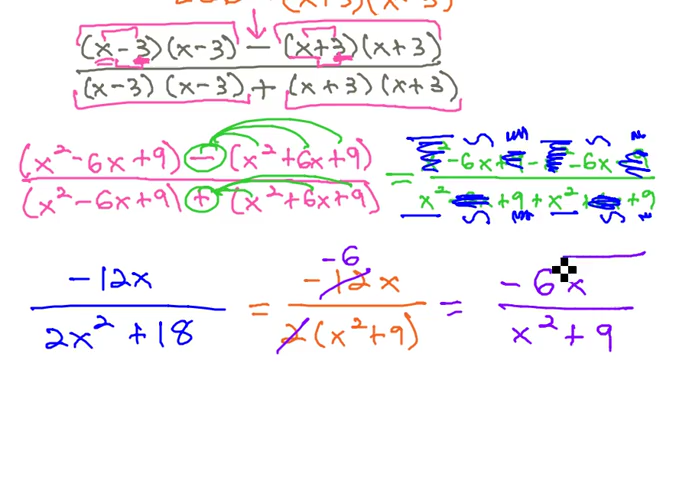 (x-3)(x-3) - (x+3)(x+3)
(x-3)(x-3) + (x+3)(x+3)
(x²-6x+9) - (x²+6x+9) = -6x+ - -6x
(x²-6x+9) + (x²+6x+9) x² +9+x² +9
-6
-12x = -12x = -6x
2x²+18 2(x²+9) x²+9